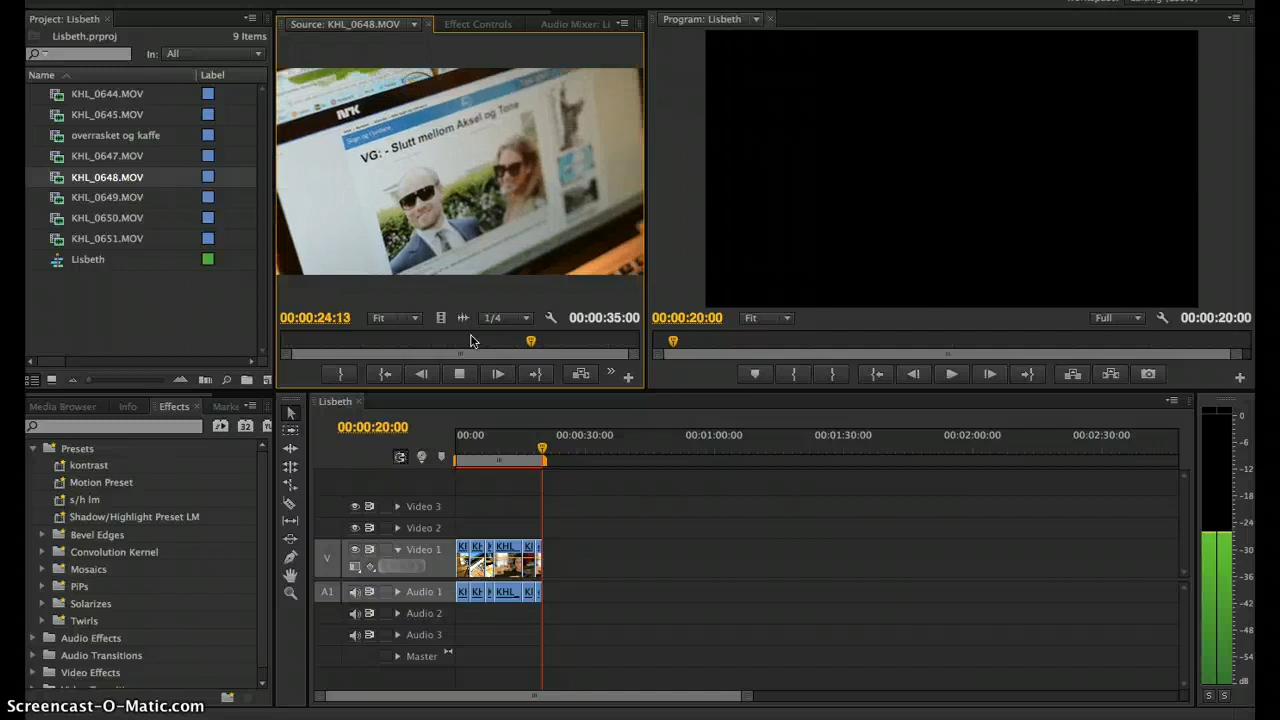 Project: Lisbeth
Lisbeth.prproj
9 Items
In: All
Name
Label
KHL_0644.MOV
KHL_0645.MOV
overrasket og kaffe
KHL_0647.MOV
KHL_0648.MOV
KHL_0649.MOV
KHL_0650.MOV
KHL_0651.MOV
Lisbeth
Source: KHL_0648.MOV
Effect Controls
Audio Mixer: Li
NRK
Sign og Ryktene
VG: - Slutt mellom Aksel og Tone
00:00:24:13
Fit
1/4
00:00:35:00
Program: Lisbeth
00:00:20:00
Fit
Full
00:00:20:00
Media Browser
Info
Effects
Marke
32
Presets
kontrast
Motion Preset
s/h lm
Shadow/Highlight Preset LM
Bevel Edges
Convolution Kernel
Mosaics
PiPs
Solarizes
Twirls
Audio Effects
Audio Transitions
Video Effects
Lisbeth
00:00:20:00
00:00
00:00:30:00
00:01:00:00
00:01:30:00
00:02:00:00
00:02:30:00
Video 3
Video 2
V
Video 1
KHL_
A1
Audio 1
KHL_
Audio 2
Audio 3
Master
0
-6
-12
-18
-24
-30
-36
-42
-48
-54
dB
S S
Screencast-O-Matic.com